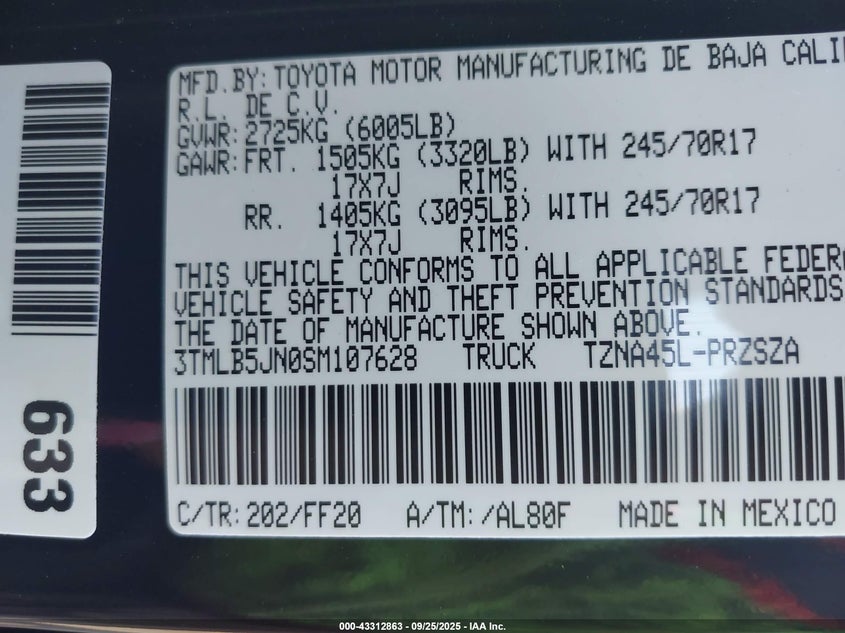 MFD.BY: TOYOTA MOTOR MANUFACTURING DE BAJA
R.L. DE C.V.
GVWR: 2725KG (6005LB)
GAWR: FRT. 1505KG (3320LB) WITH 245/70R17
17X7J RIMS.
RR. 1405KG (3095LB) WITH 245/70R17
17X7J RIMS.
THIS VEHICLE CONFORMS TO ALL APPLICABLE
VEHICLE SAFETY AND THEFT PREVENTION STANDARDS
THE DATE OF MANUFACTURE SHOWN ABOVE.
3TMLB5JN0SM107628 TRUCK TZNA45L-PRZSZA
C/TR: 202/FF20 A/TM: /AL80F MADE IN MEXICO
633
000-43312863 - 09/25/2025 - IAA Inc.